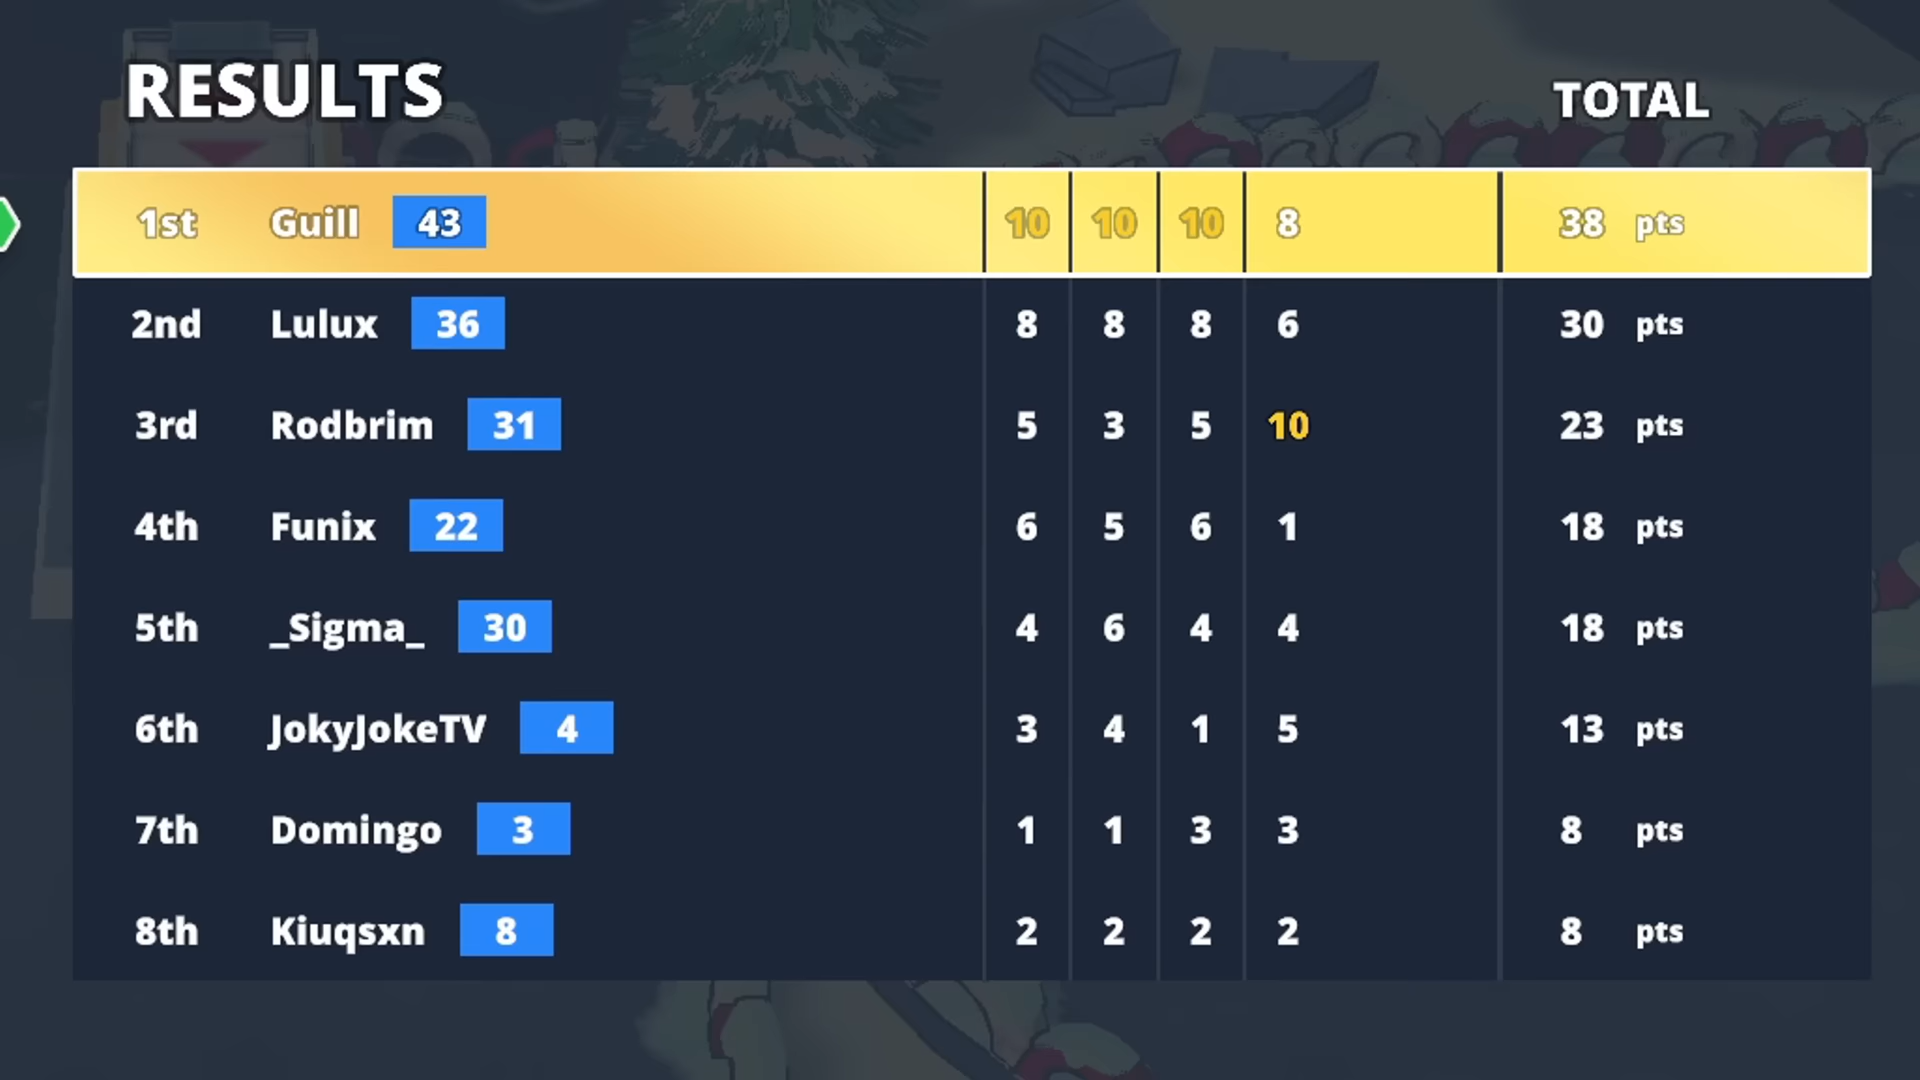 RESULTS TOTAL
1st Guill 43 10 10 10 8 38 pts
2nd Lulux 36 8 8 8 6 30 pts
3rd Rodbrim 31 5 3 5 10 23 pts
4th Funix 22 6 5 6 1 18 pts
5th _Sigma_ 30 4 6 4 4 18 pts
6th JokyJokeTV 4 3 4 1 5 13 pts
7th Domingo 3 1 1 3 3 8 pts
8th Kiuqsxn 8 2 2 2 2 8 pts